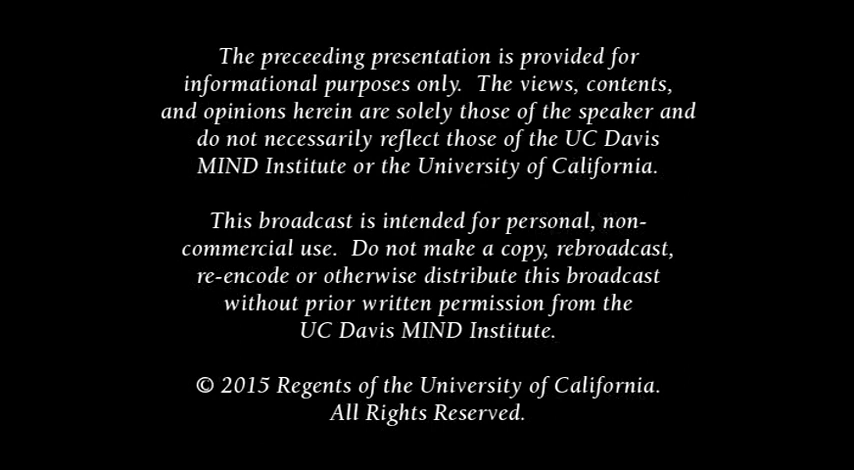 The preceeding presentation is provided for
informational purposes only.  The views, contents,
and opinions herein are solely those of the speaker and
do not necessarily reflect those of the UC Davis
MIND Institute or the University of California.
This broadcast is intended for personal, non-
commercial use.  Do not make a copy, rebroadcast,
re-encode or otherwise distribute this broadcast
without prior written permission from the
UC Davis MIND Institute.
© 2015 Regents of the University of California.
All Rights Reserved.